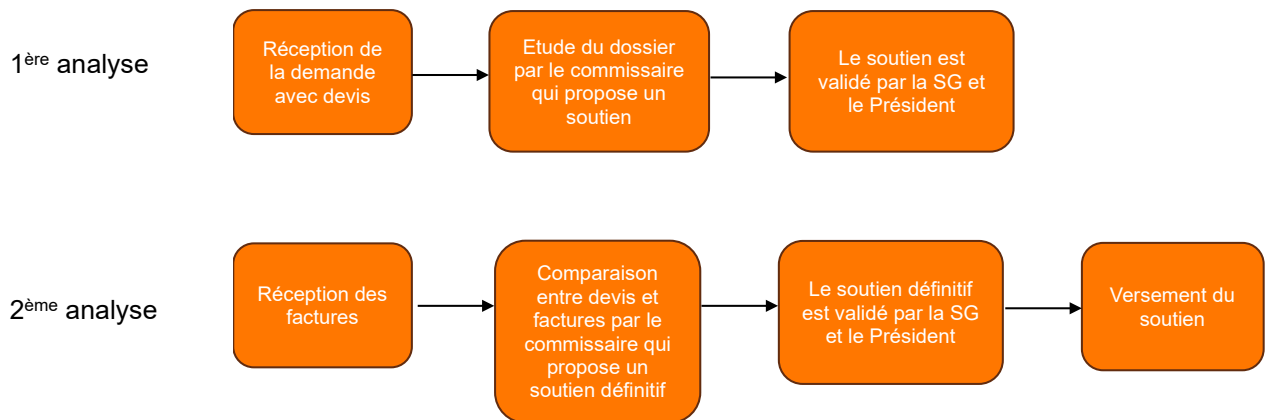 1ère analyse
Réception de
la demande
avec devis
Etude du dossier
par le commissaire
qui propose un
soutien
Le soutien est
validé par la SG et
le Président
2ème analyse
Réception des
factures
Comparaison
entre devis et
factures par le
commissaire qui
propose un
soutien définitif
Le soutien définitif
est validé par la SG
et le Président
Versement du
soutien